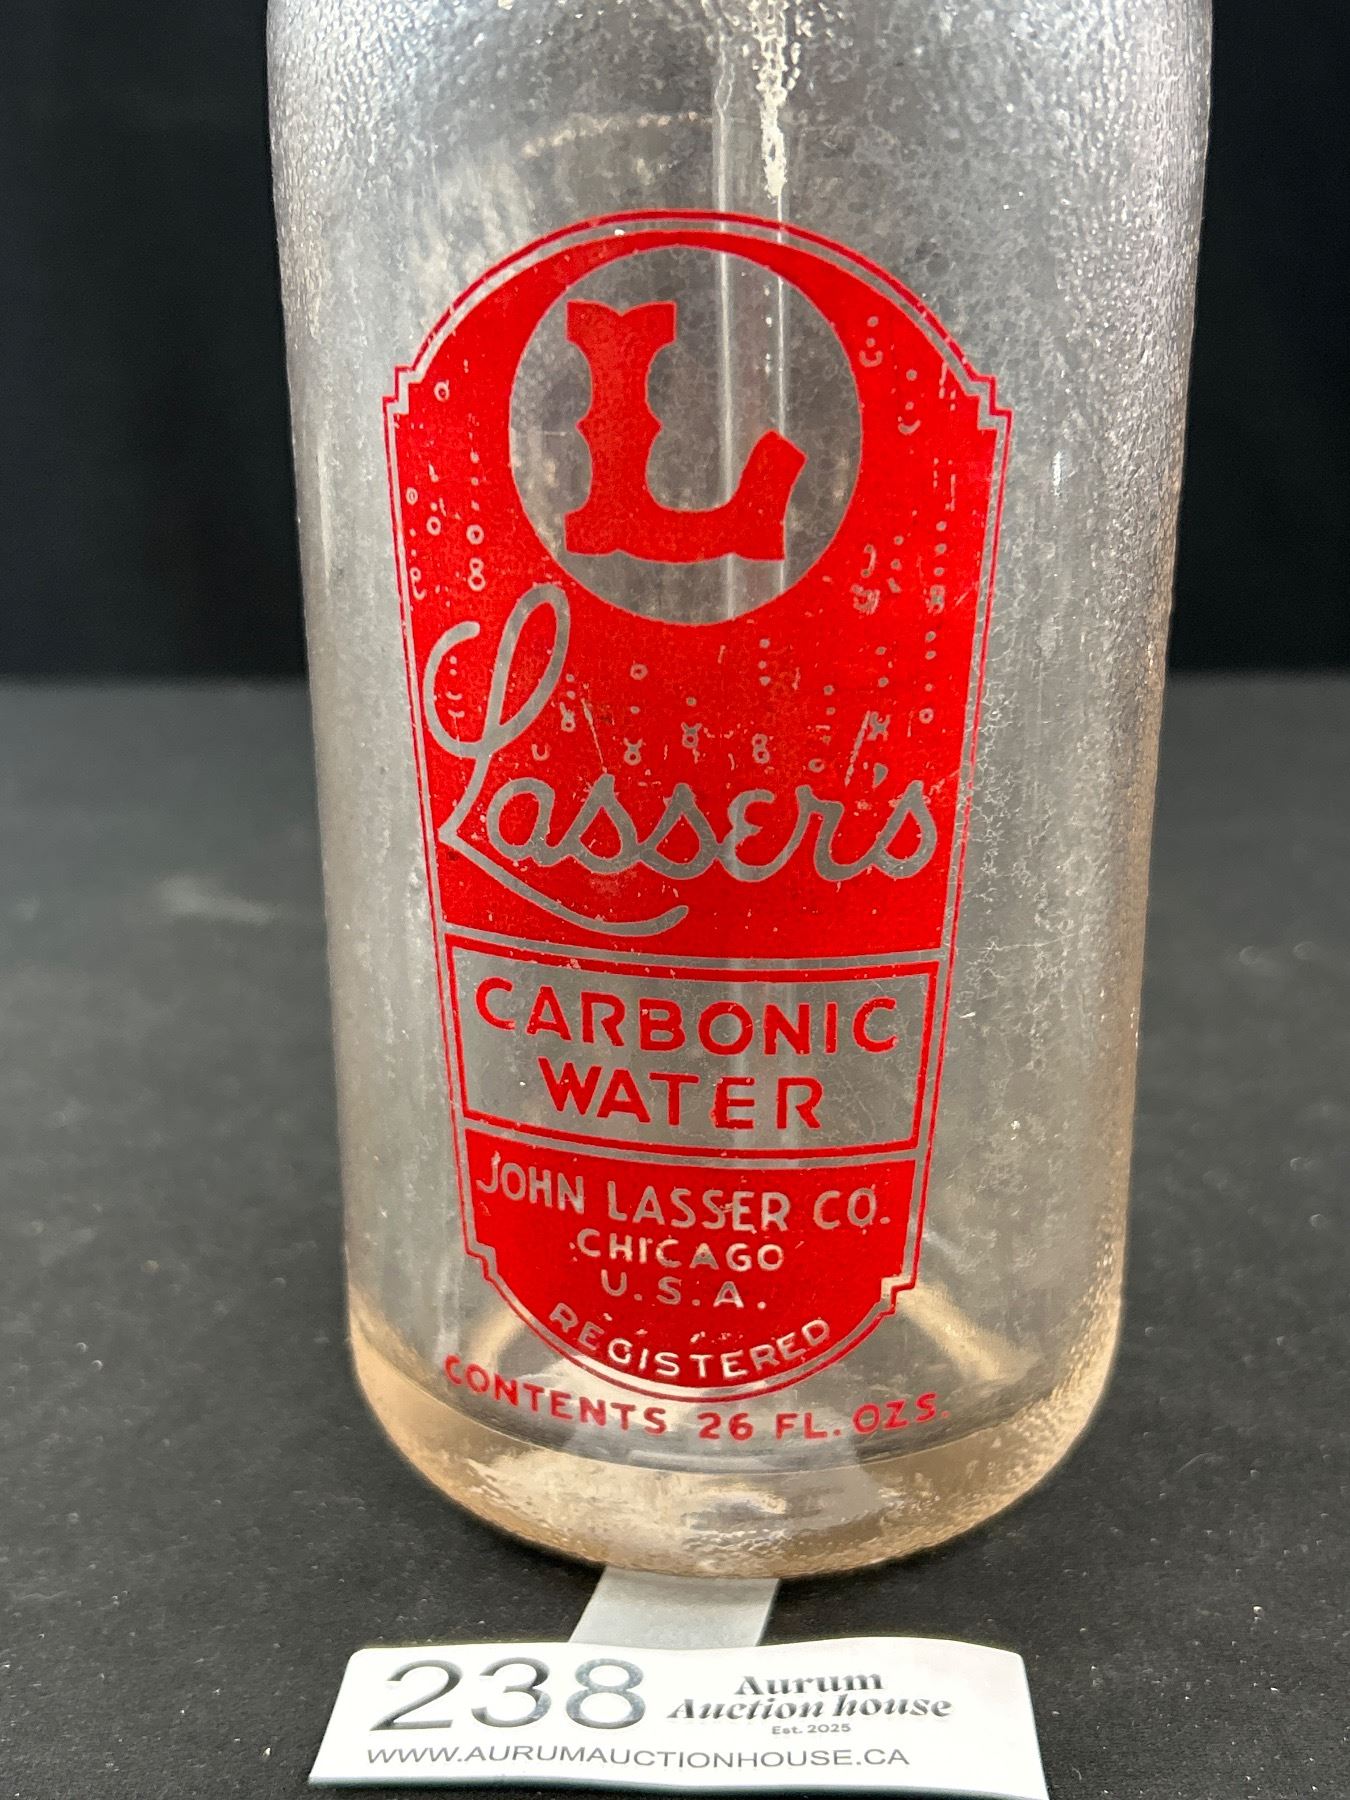 L
Lasser's
CARBONIC
WATER
JOHN LASSER CO.
CHICAGO
U.S.A.
REGISTERED
CONTENTS 26 FL. OZS.
238
Aurum
Auction house
Est. 2025
WWW.AURUMAUCTIONHOUSE.CA